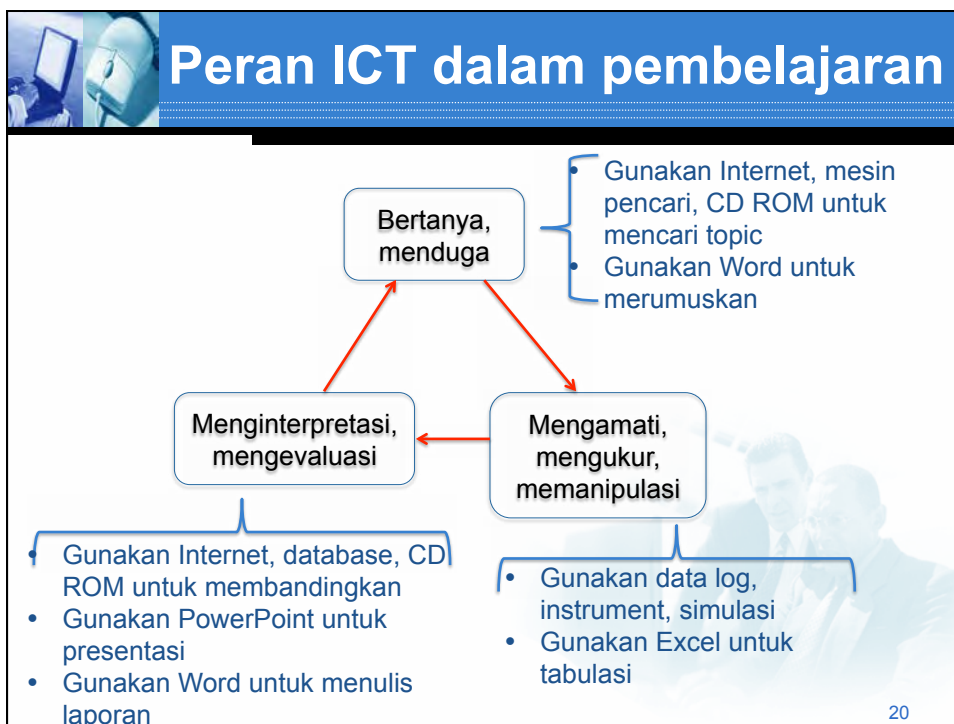 Peran ICT dalam pembelajaran
Bertanya,
menduga
• Gunakan Internet, mesin
pencari, CD ROM untuk
mencari topic
• Gunakan Word untuk
merumuskan
Menginterpretasi,
mengevaluasi
Mengamati,
mengukur,
memanipulasi
• Gunakan Internet, database, CD
ROM untuk membandingkan
• Gunakan PowerPoint untuk
presentasi
• Gunakan Word untuk menulis
laporan
• Gunakan data log,
instrument, simulasi
• Gunakan Excel untuk
tabulasi
20